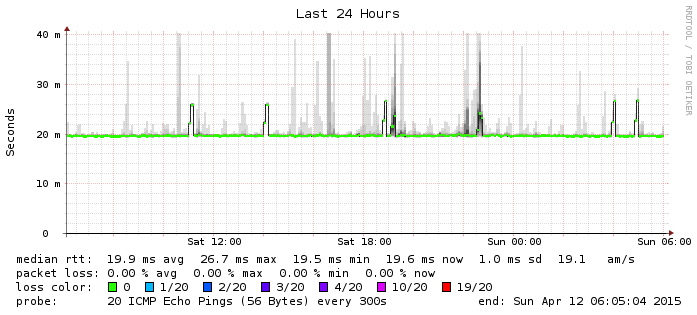 Last 24 Hours
RRDTOOL / TOBI OETIKER
Seconds
40 m
30 m
20 m
10 m
0
Sat 12:00 Sat 18:00 Sun 00:00 Sun 06:00
median rtt: 19.9 ms avg 26.7 ms max 19.5 ms min 19.6 ms now 1.0 ms sd 19.1 am/s
packet loss: 0.00 % avg 0.00 % max 0.00 % min 0.00 % now
loss color: 0 1/20 2/20 3/20 4/20 10/20 19/20
probe: 20 ICMP Echo Pings (56 Bytes) every 300s end: Sun Apr 12 06:05:04 2015